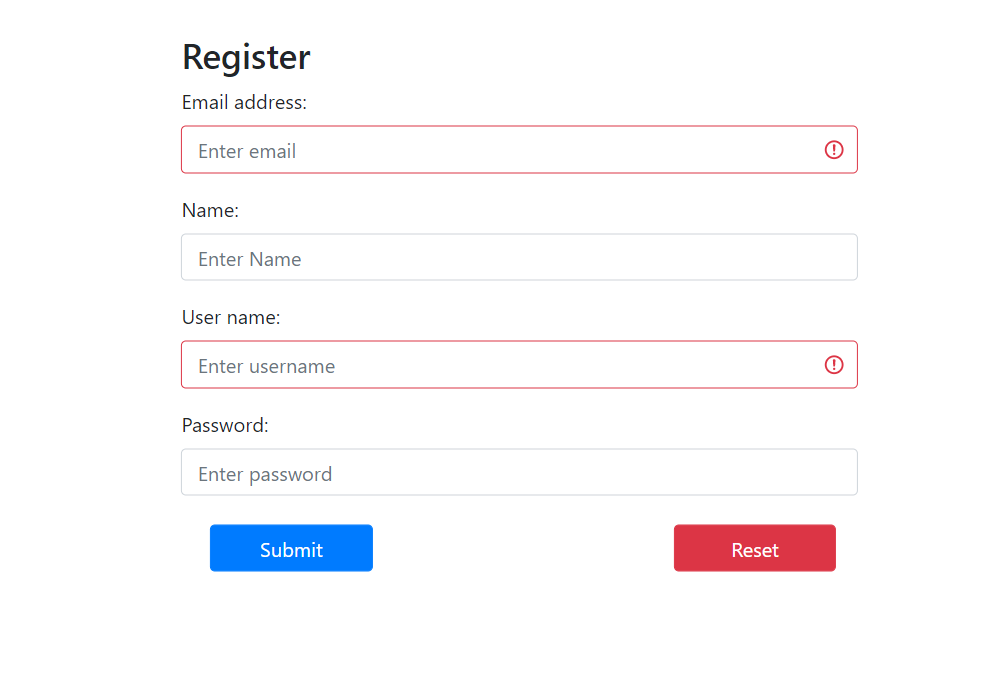 Register
Email address:
Enter email
Name:
Enter Name
User name:
Enter username
Password:
Enter password
Submit Reset